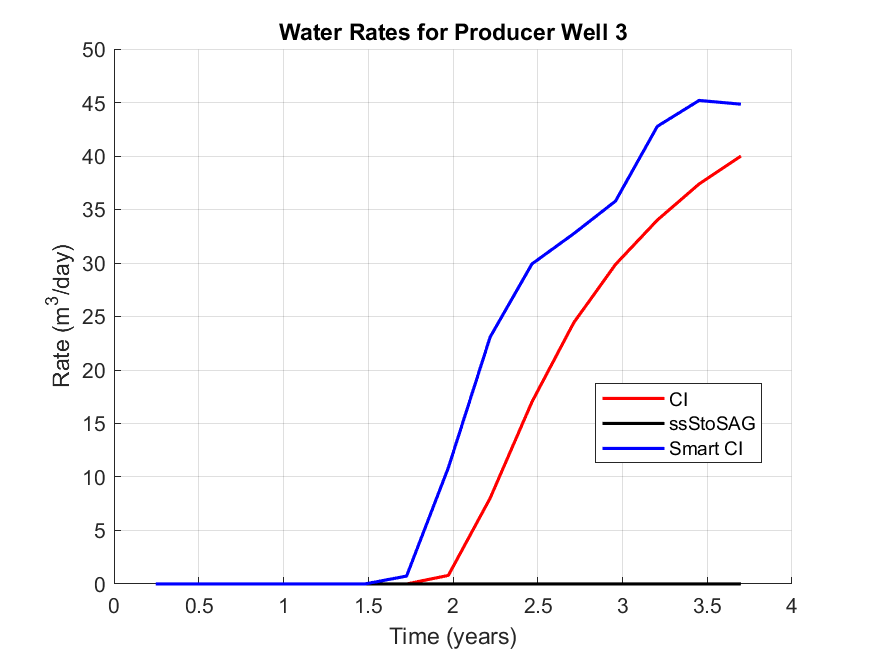 Water Rates for Producer Well 3
50
45
40
35
30
25
20
15
10
5
0
Rate (m³/day)
CI
ssStoSAG
Smart CI
0 0.5 1 1.5 2 2.5 3 3.5 4
Time (years)